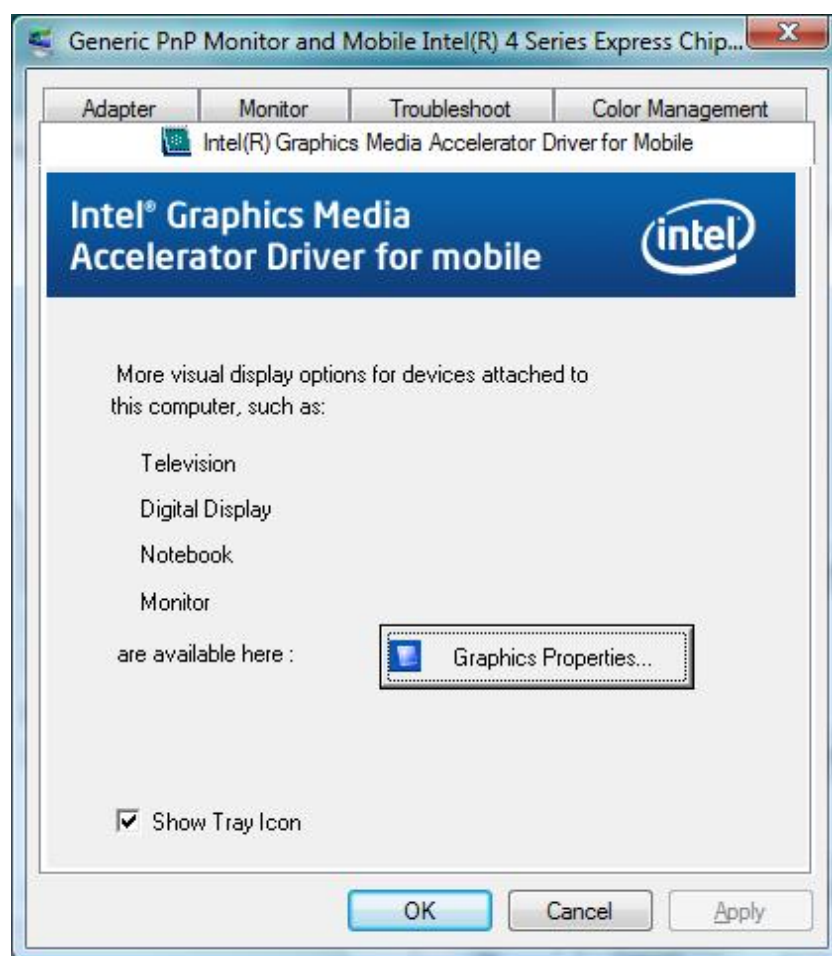 Generic PnP Monitor and Mobile Intel(R) 4 Series Express Chip...
Adapter Monitor Troubleshoot Color Management
Intel(R) Graphics Media Accelerator Driver for Mobile
Intel® Graphics Media
Accelerator Driver for mobile
intel
More visual display options for devices attached to
this computer, such as:
Television
Digital Display
Notebook
Monitor
are available here :
Graphics Properties...
Show Tray Icon
OK Cancel Apply